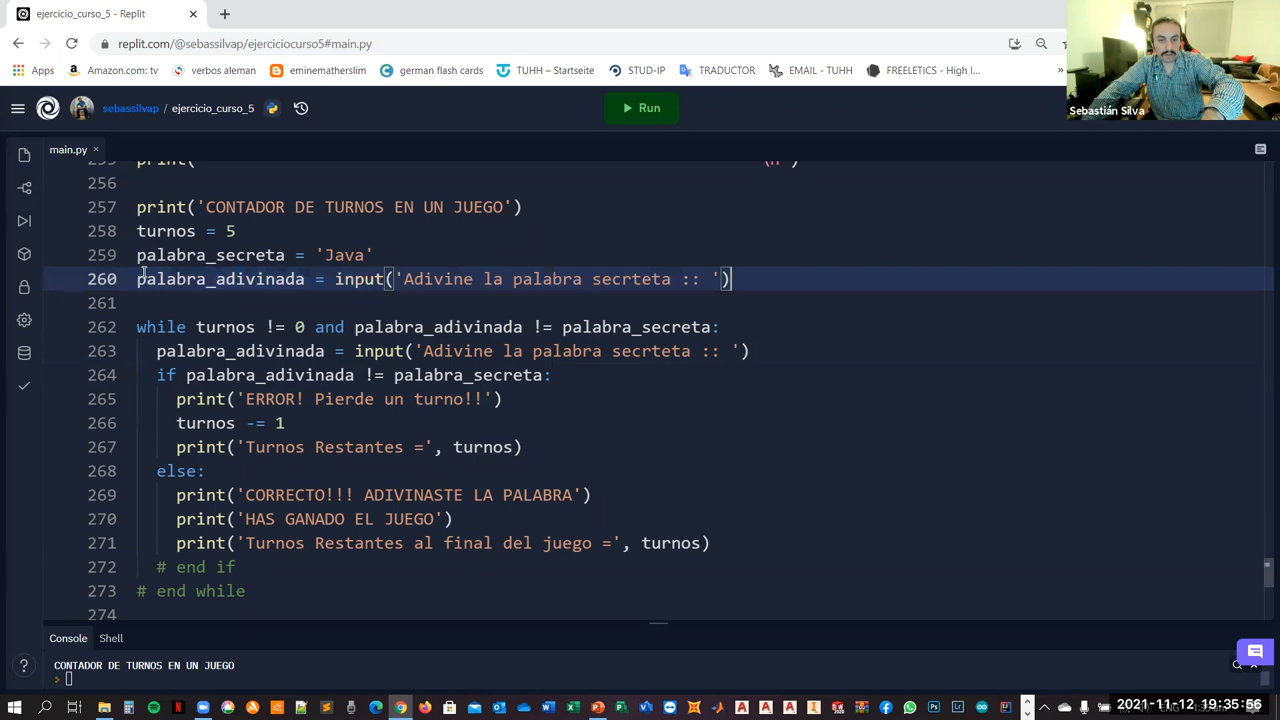 ejercicio_curso_5 - Replit
replit.com/@sebassilvap/ejerciciocurso5#main.py
Apps Amazon.com: tv verbos aleman eminemathersIim german flash cards TUHH – Startseite STUD-IP TRADUCTOR EMAIL - TUHH FREELETICS - High I...
Sebastián Silva
sebassilvap / ejercicio_curso_5 Run
main.py
256
257 print('CONTADOR DE TURNOS EN UN JUEGO')
258 turnos = 5
259 palabra_secreta = 'Java'
260 palabra_adivinada = input('Adivine la palabra secrteta :: ')
261
262 while turnos != 0 and palabra_adivinada != palabra_secreta:
263 palabra_adivinada = input('Adivine la palabra secrteta :: ')
264 if palabra_adivinada != palabra_secreta:
265 print('ERROR! Pierde un turno!!')
266 turnos -= 1
267 print('Turnos Restantes =', turnos)
268 else:
269 print('CORRECTO!!! ADIVINASTE LA PALABRA')
270 print('HAS GANADO EL JUEGO')
271 print('Turnos Restantes al final del juego =', turnos)
272 # end if
273 # end while
274
Console Shell
CONTADOR DE TURNOS EN UN JUEGO
2021-11-12 19:35:56